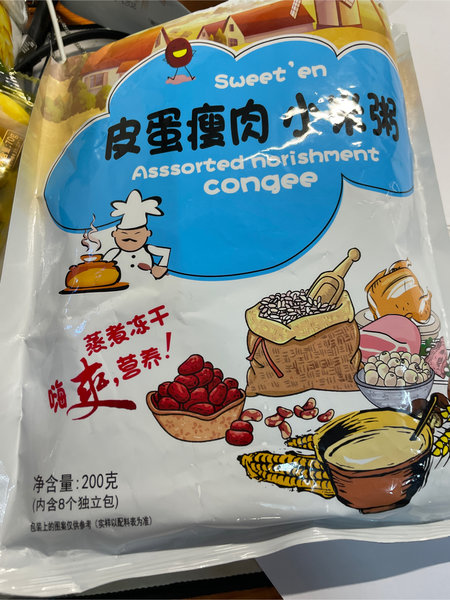 Sweet'en
皮蛋瘦肉 小米粥
Asssorted norishment
congee
蒸煮冻干
嗨爽,营养!
净含量:200克
(内含8个独立包)
包装上的图案仅供参考(实样以配料表为准)